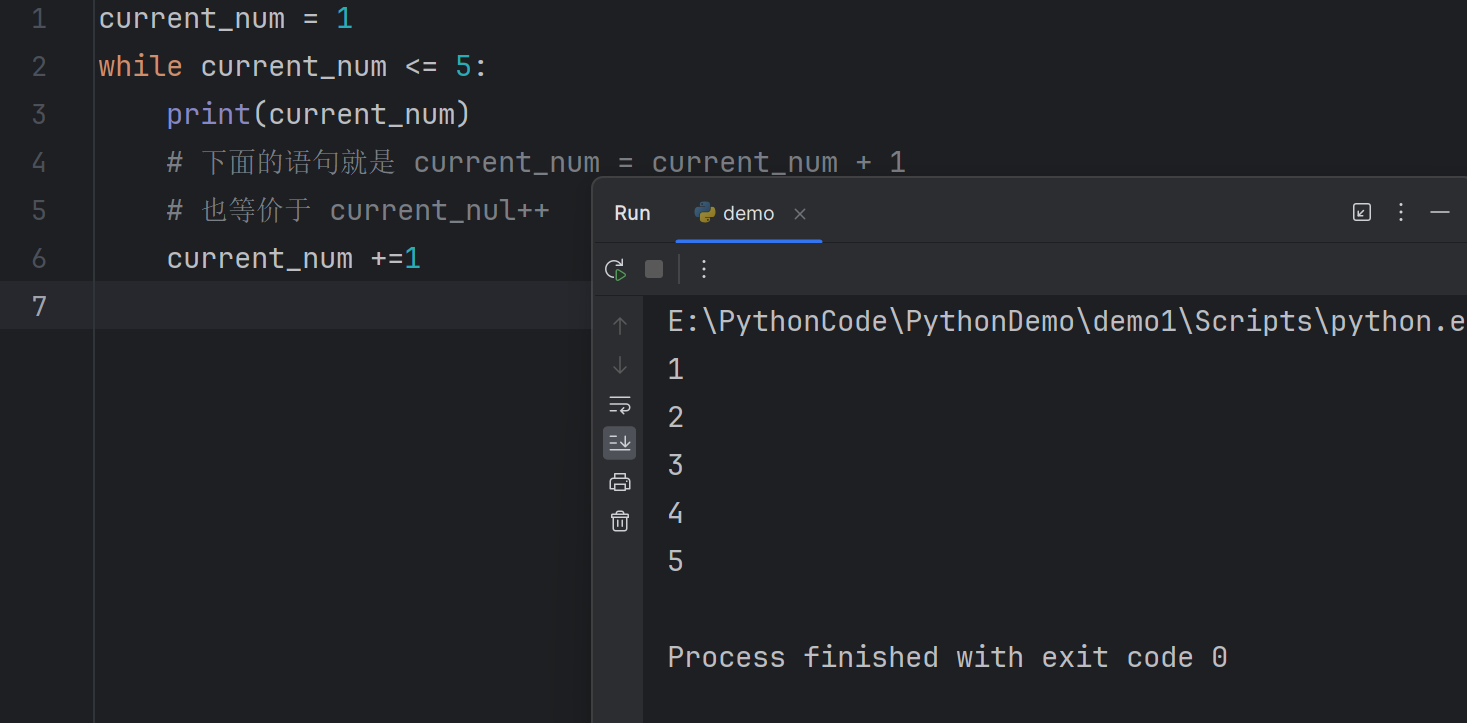 1 current_num = 1
2 while current_num <= 5:
3 print(current_num)
4 # 下面的语句就是 current_num = current_num + 1
5 # 也等价于 current_nul++
6 current_num +=1
7
Run demo
E:\PythonCode\PythonDemo\demo1\Scripts\python.e
1
2
3
4
5
Process finished with exit code 0